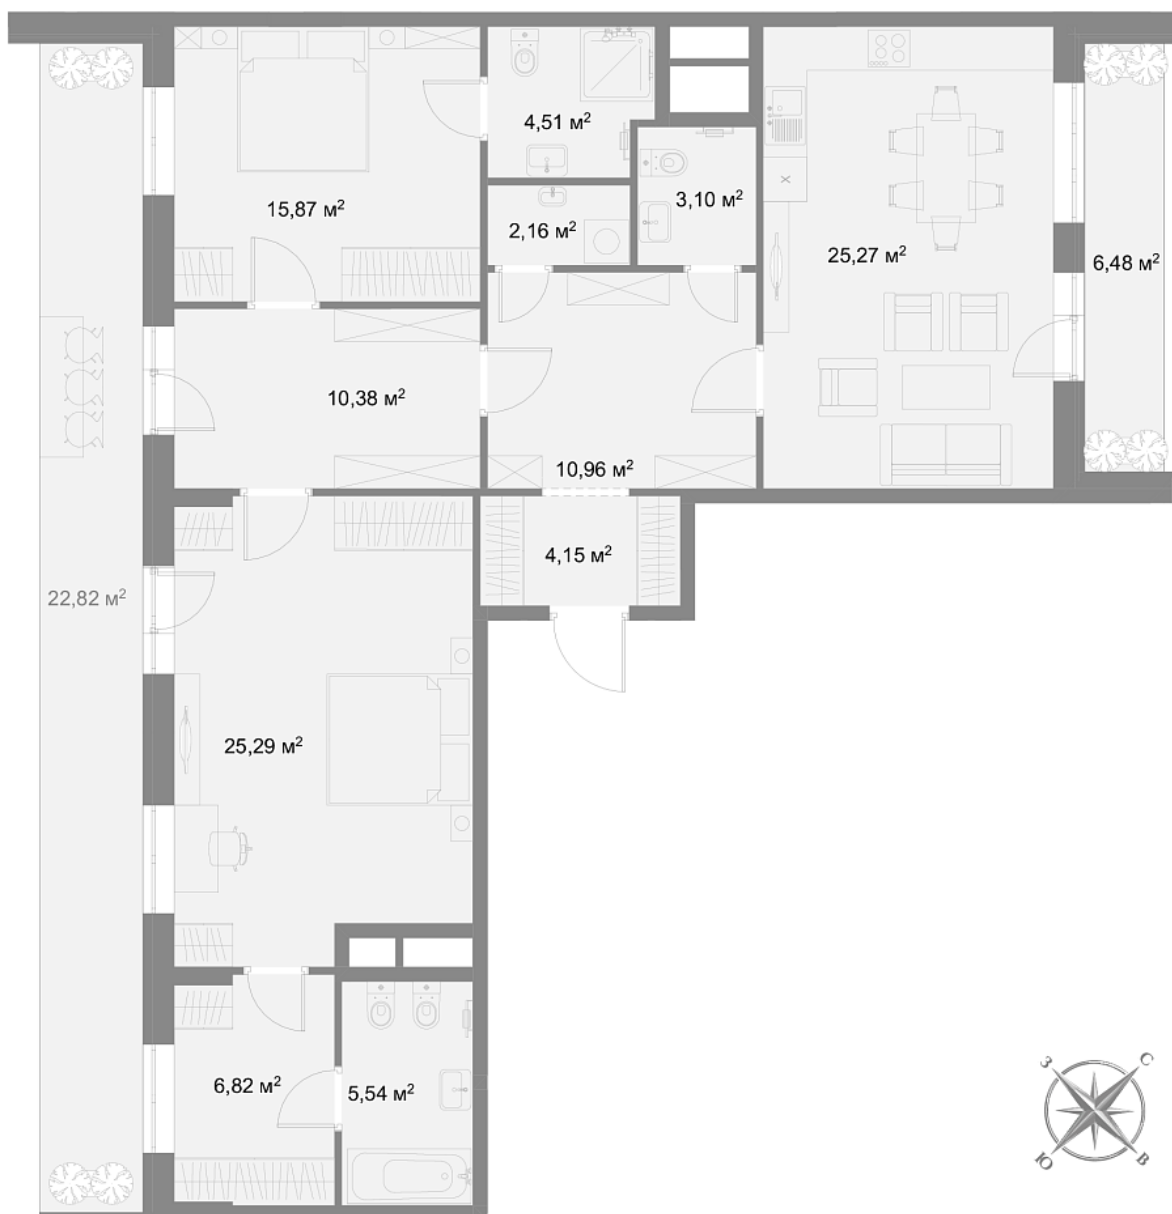 4,51 м²
15,87 м²
2,16 м²
3,10 м²
25,27 м²
6,48 м²
10,38 м²
10,96 м²
4,15 м²
22,82 м²
25,29 м²
6,82 м²
5,54 м²
X
З
С
Ю
В